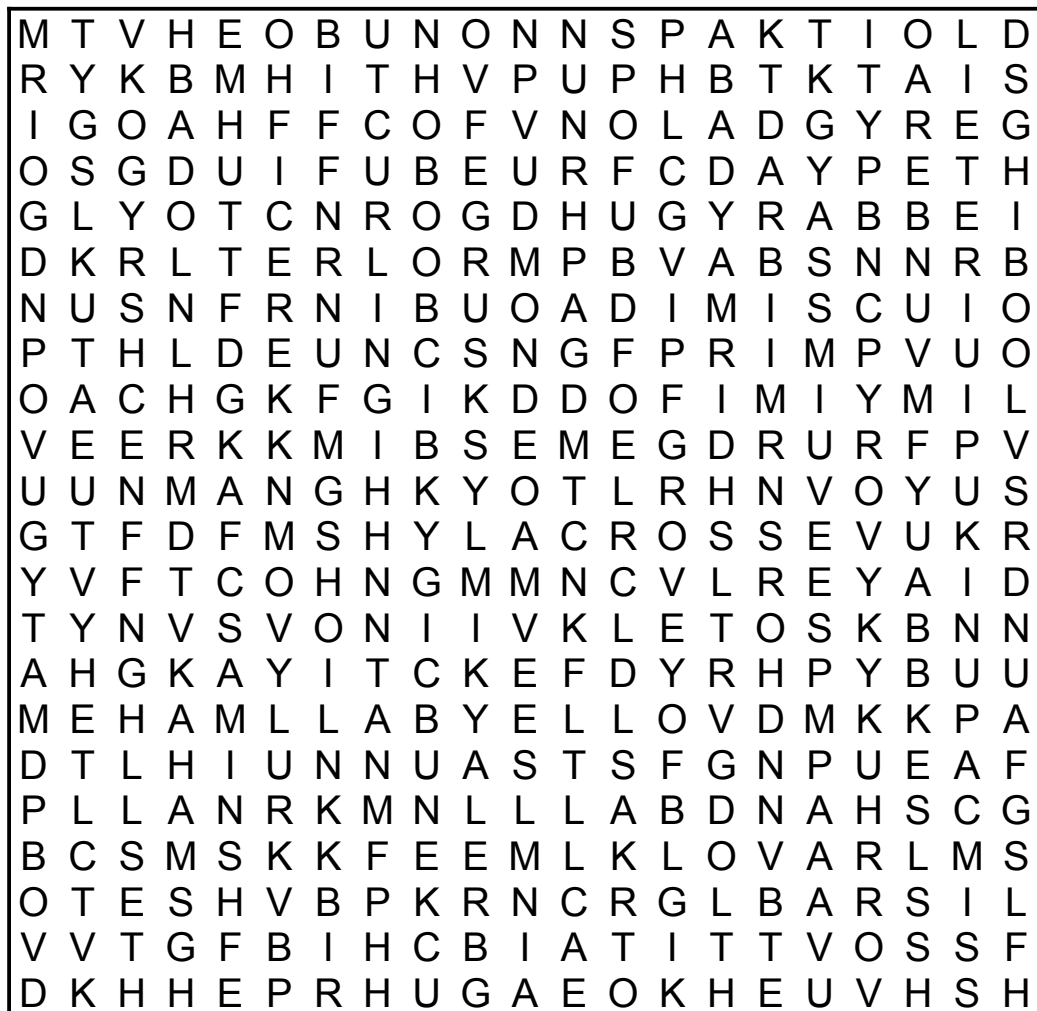 M T V H E O B U N O N N S P A K T I O L D
R Y K B M H I T H V P U P H B T K T A I S
I G O A H F F C O F V N O L A D G Y R E G
O S G D U I F U B E U R F C D A Y P E T H
G L Y O T C N R O G D H U G Y R A B B E I
D K R L T E R L O R M P B V A B S N N R B
N U S N F R N I B U O A D I M I S C U I O
P T H L D E U N C S N G F P R I M P V U O
O A C H G K F G I K D D O F I M I Y M I L
V E E R K K M I B S E M E G D R U R F P V
U U N M A N G H K Y O T L R H N V O Y U S
G T F D F M S H Y L A C R O S S E V U K R
Y V F T C O H N G M M N C V L R E Y A I D
T Y N V S V O N I I V K L E T O S K B N N
A H G K A Y I T C K E F D Y R H P Y B U U
M E H A M L L A B Y E L L O V D M K K P A
D T L H I U N N U A S T S F G N P U E A F
P L L A N R K M N L L L A B D N A H S C G
B C S M S K K F E E M L K L O V A R L M S
O T E S H V B P K R N C R G L B A R S I L
V V T G F B I H C B I A T I T T V O S S F
D K H H E P R H U G A E O K H E U V H S H